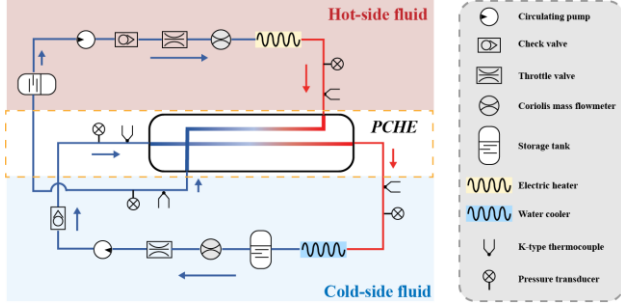 Hot-side fluid
PCHE
Cold-side fluid
Circulating pump
Check valve
Throttle valve
Coriolis mass flowmeter
Storage tank
Electric heater
Water cooler
K-type thermocouple
Pressure transducer